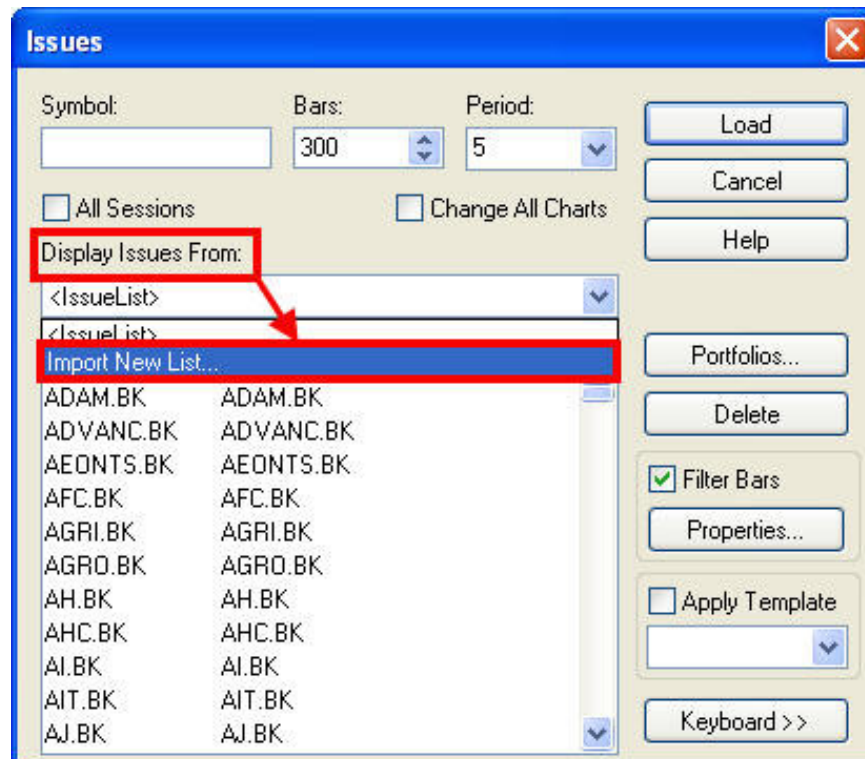 Issues
Symbol: Bars: Period:
300 5
Load
Cancel
All Sessions Change All Charts
Help
Display Issues From:
<IssueList>
<IssueList>
Import New List...
Portfolios...
ADAM.BK ADAM.BK
Delete
ADVANC.BK ADVANC.BK
AEONTS.BK AEONTS.BK
Filter Bars
AFC.BK AFC.BK
AGRI.BK AGRI.BK
Properties...
AGRO.BK AGRO.BK
AH.BK AH.BK
Apply Template
AHC.BK AHC.BK
AI.BK AI.BK
AIT.BK AIT.BK
Keyboard >>
AJ.BK AJ.BK